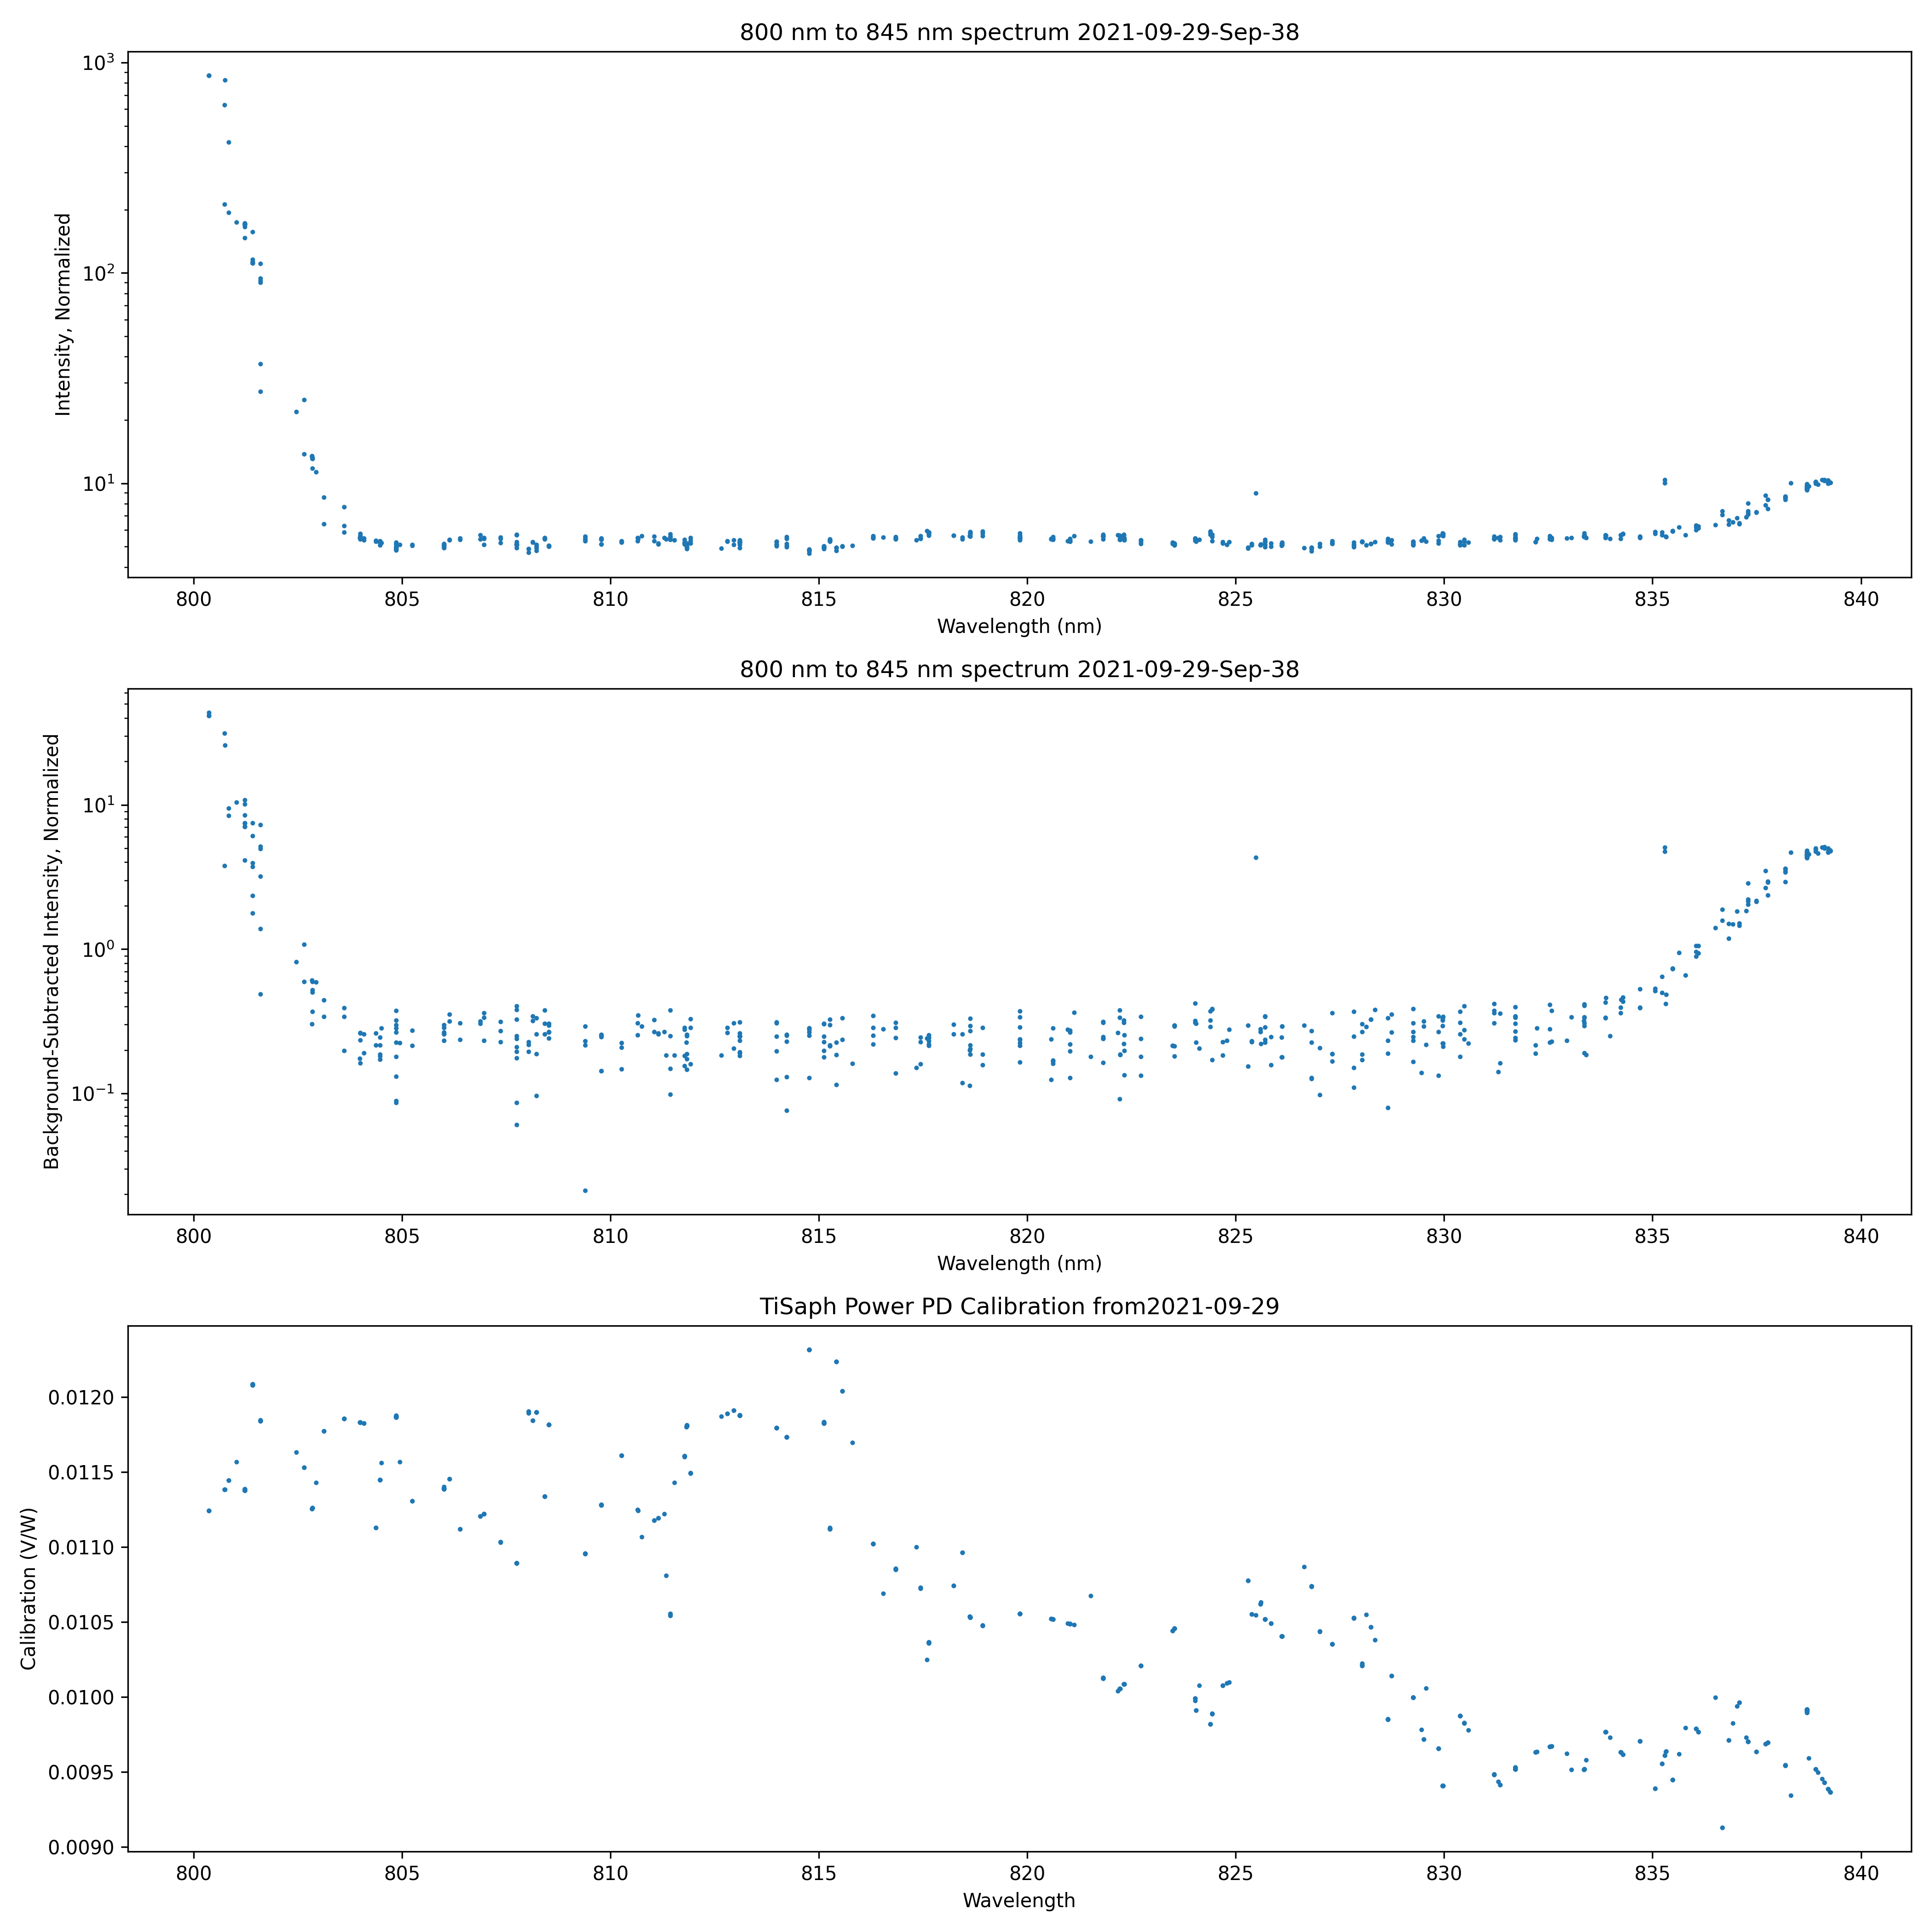 800 nm to 845 nm spectrum 2021-09-29-Sep-38
10³
10²
10¹
Intensity, Normalized
800 805 810 815 820 825 830 835 840
Wavelength (nm)
800 nm to 845 nm spectrum 2021-09-29-Sep-38
10¹
10⁰
10⁻¹
Background-Subtracted Intensity, Normalized
800 805 810 815 820 825 830 835 840
Wavelength (nm)
TiSaph Power PD Calibration from2021-09-29
0.0120
0.0115
0.0110
0.0105
0.0100
0.0095
0.0090
Calibration (V/W)
800 805 810 815 820 825 830 835 840
Wavelength